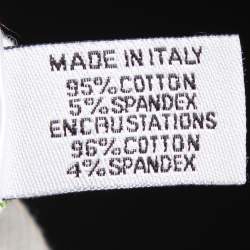 MADE IN ITALY
95% COTTON
5% SPANDEX
ENCRUSTATIONS
96% COTTON
4% SPANDEX